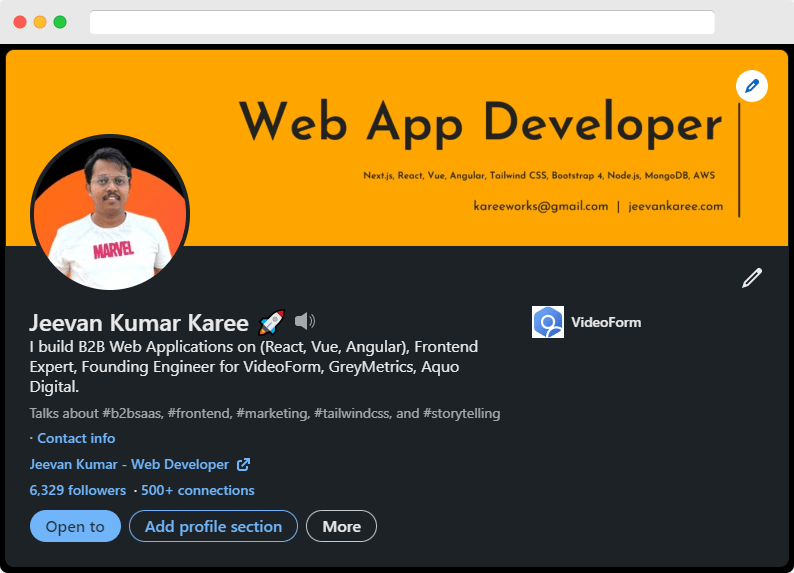 Web App Developer
Next.js, React, Vue, Angular, Tailwind CSS, Bootstrap 4, Node.js, MongoDB, AWS
kareeworks@gmail.com | jeevankaree.com
MARVEL
Jeevan Kumar Karee 🚀
VideoForm
I build B2B Web Applications on (React, Vue, Angular), Frontend
Expert, Founding Engineer for VideoForm, GreyMetrics, Aquo
Digital.
Talks about #b2bsaas, #frontend, #marketing, #tailwindcss, and #storytelling
· Contact info
Jeevan Kumar - Web Developer
6,329 followers · 500+ connections
Open to
Add profile section
More